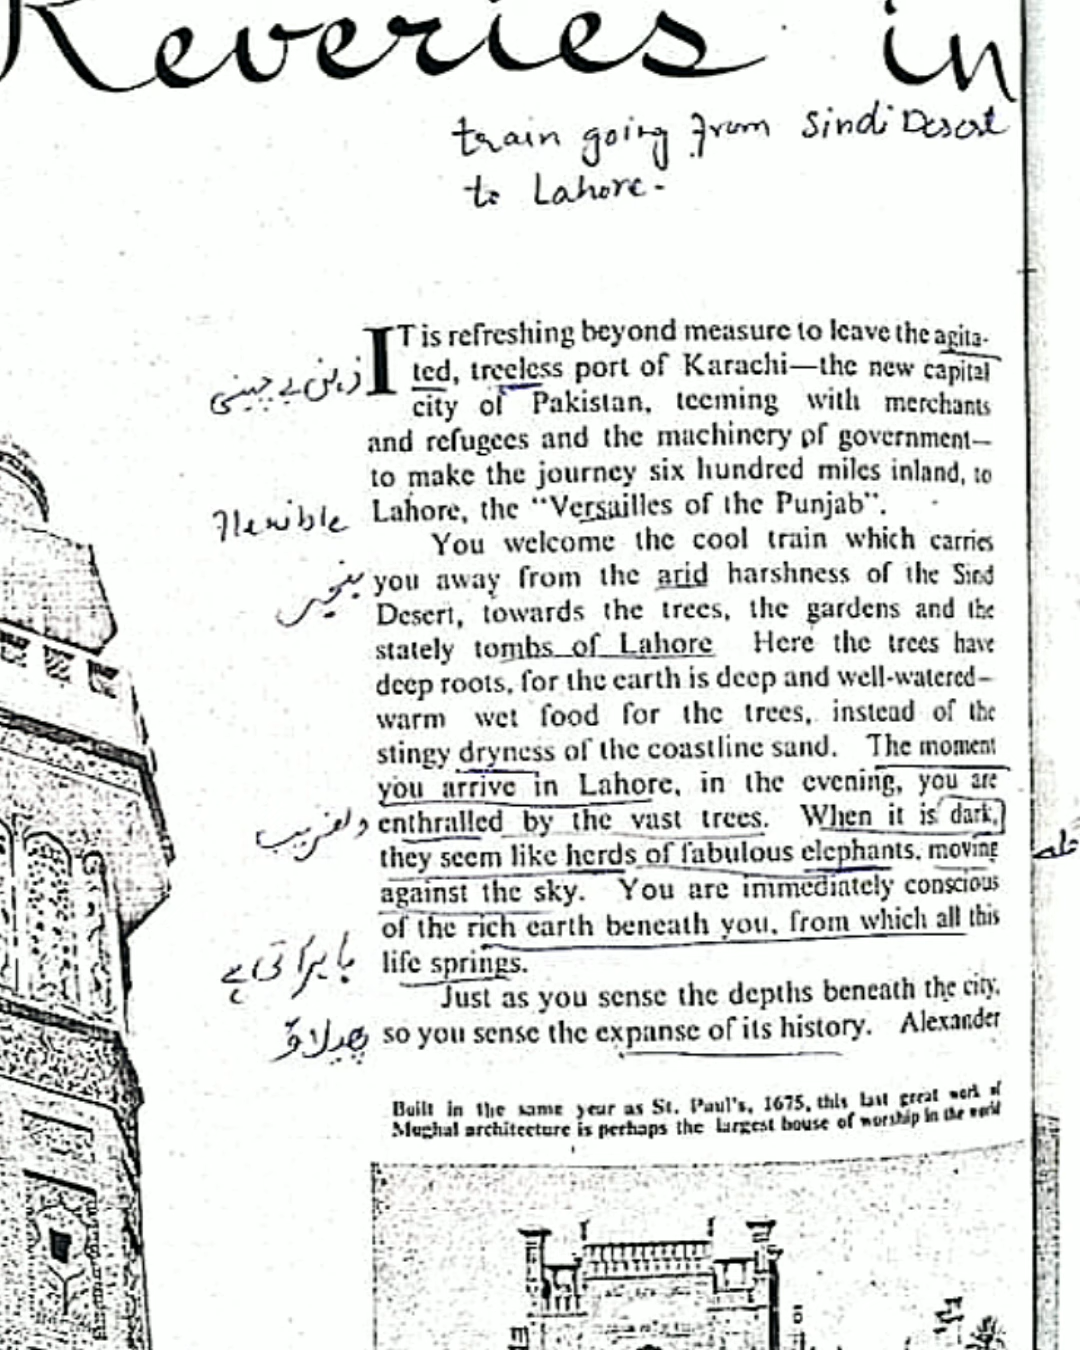 Reveries in
train going from Sindi Desert
to Lahore-
IT is refreshing beyond measure to leave the agita-
ted, treeless port of Karachi—the new capital
ذہنی بے چینی
city of Pakistan, teeming with merchants
and refugees and the machinery of government—
to make the journey six hundred miles inland, to
Lahore, the "Versailles of the Punjab".
Flexible
You welcome the cool train which carries
you away from the arid harshness of the Sind
بنجر
Desert, towards the trees, the gardens and the
stately tombs of Lahore Here the trees have
deep roots, for the earth is deep and well-watered—
warm wet food for the trees, instead of the
stingy dryness of the coastline sand. The moment
you arrive in Lahore, in the evening, you are
enthralled by the vast trees. When it is dark,
دلفریب
they seem like herds of fabulous elephants, moving
against the sky. You are immediately conscious
of the rich earth beneath you, from which all this
life springs.
باہر آتی ہے
Just as you sense the depths beneath the city,
so you sense the expanse of its history. Alexander
پھیلاؤ
Built in the same year as St. Paul's, 1675, this last great work of
Mughal architecture is perhaps the largest house of worship in the world